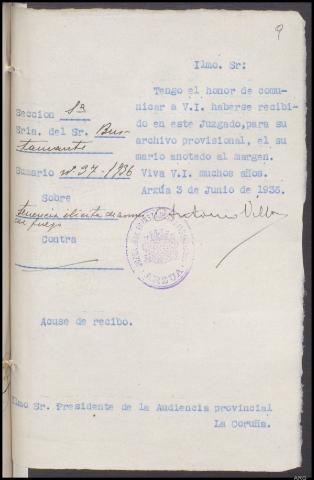 9
Ilmo. Sr:
Tengo el honor de comu-
nicar a V.I. haberse recibi-
do en este Juzgado, para su
archivo provisional, el su
mario anotado al margen.
Viva V.I. muchos años.
Arzúa 3 de Junio de 1936.
Antonio
Seccion 1ª
Sria. del Sr. Bus-
tamante
Sumario nº 37-1936
Sobre
tenencia ilicita de armas
de fuego
Contra
ARZUA
Acuse de recibo.
Ilmo Sr. Presidente de la Audiencia provincial
La Coruña.